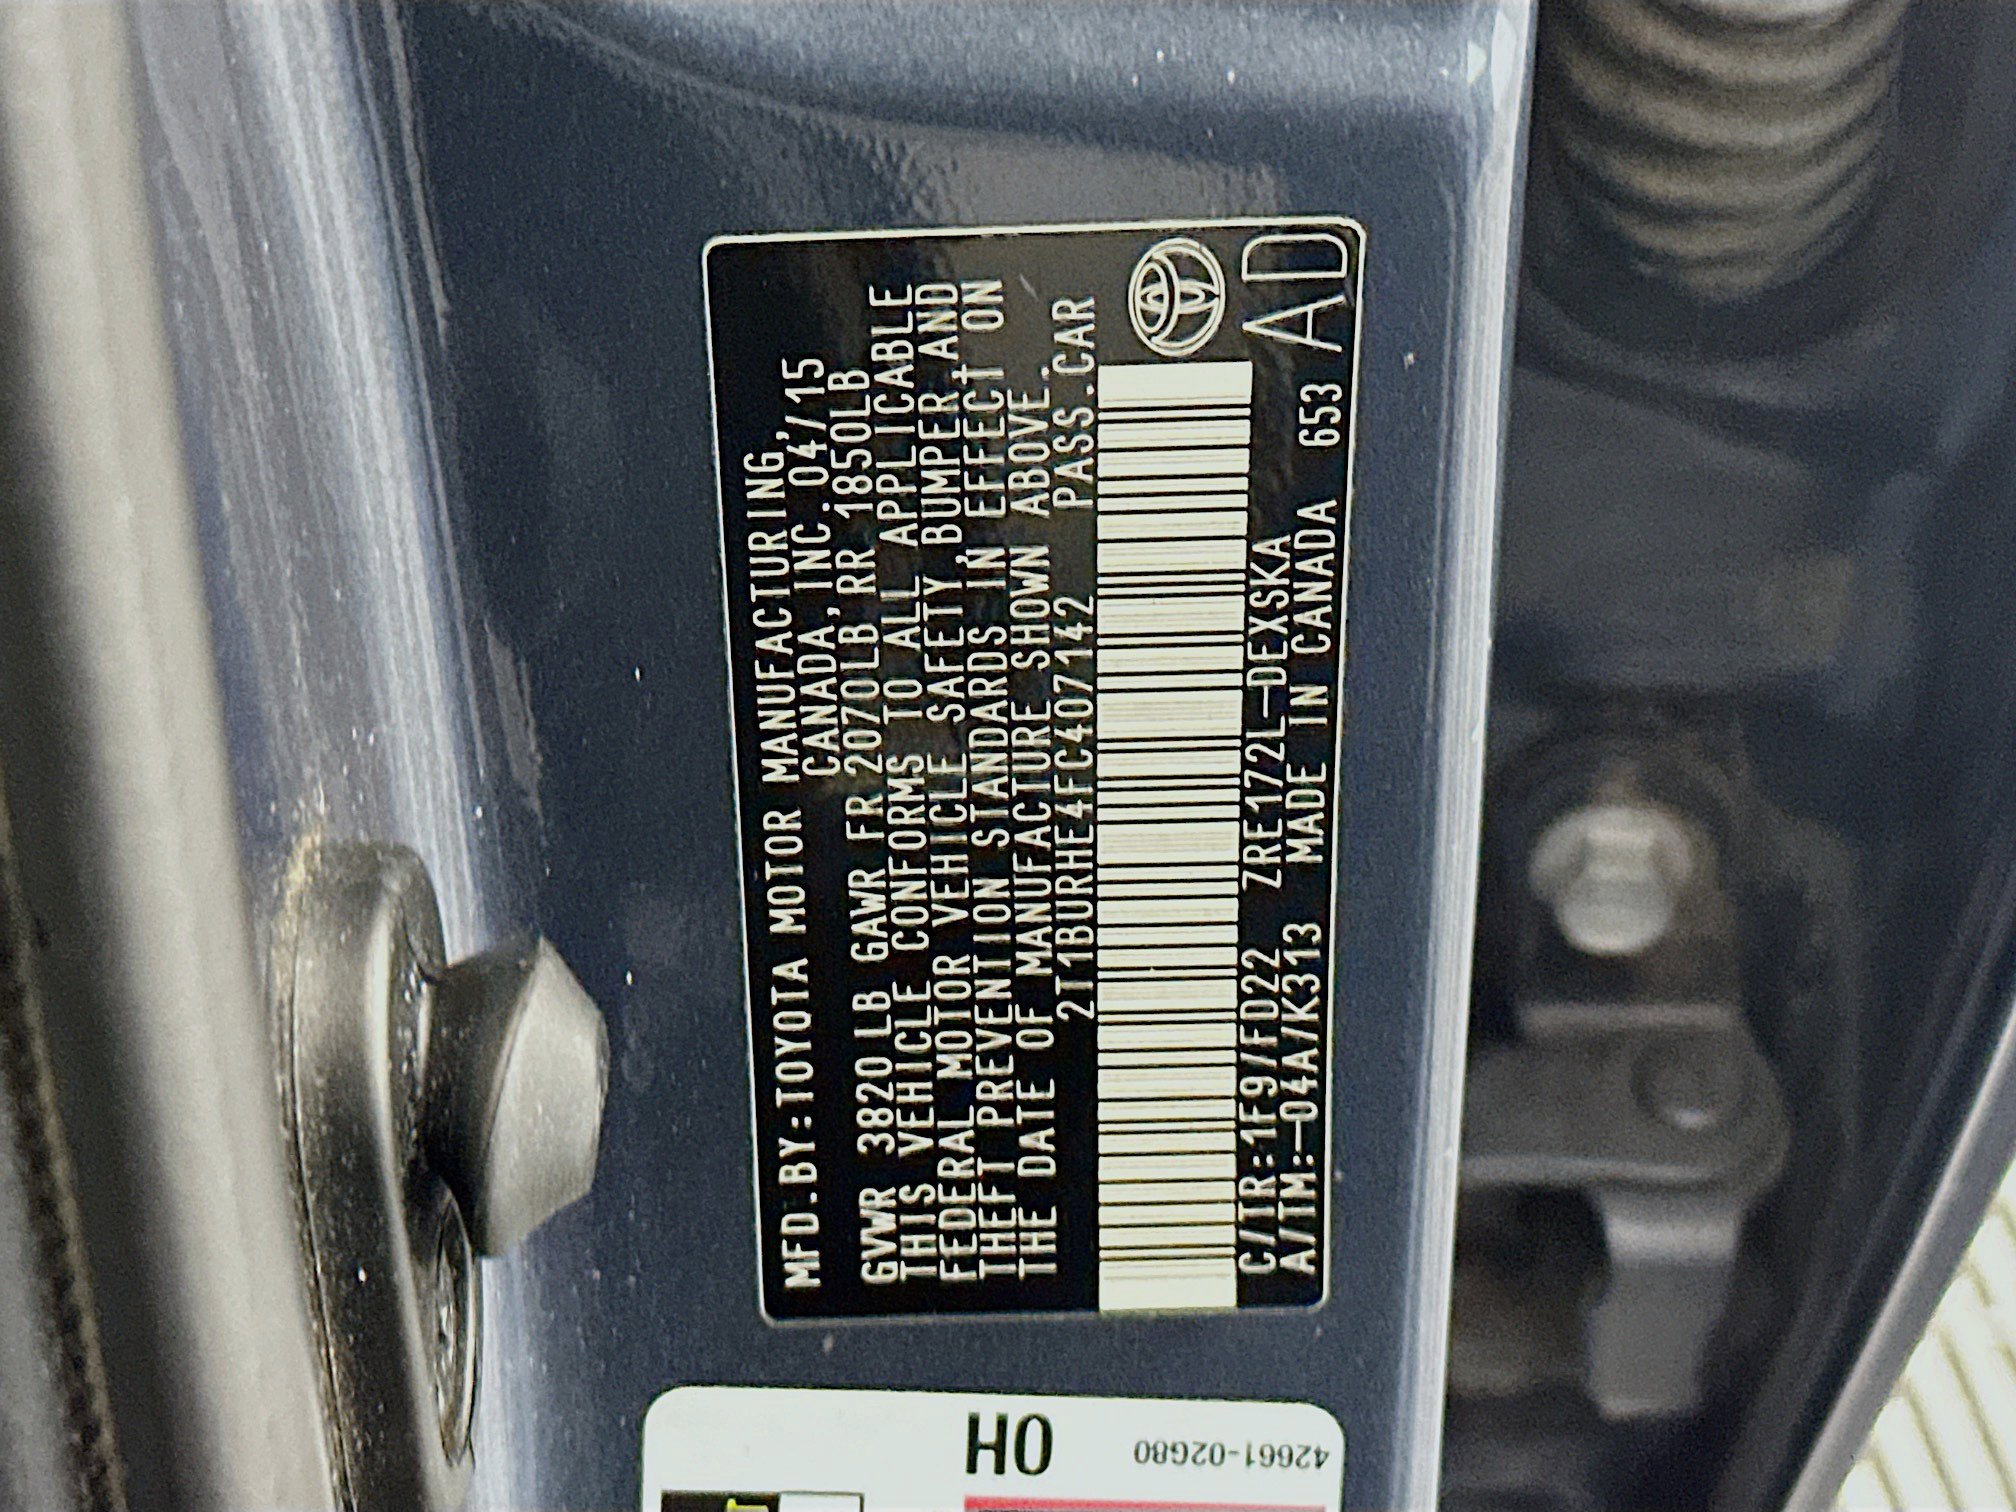 MFD.BY:TOYOTA MOTOR MANUFACTURING,
CANADA,INC. 04/15
GVWR 3820LB GAWR FR 2070LB RR 1850LB
THIS VEHICLE CONFORMS TO ALL APPLICABLE
FEDERAL MOTOR VEHICLE SAFETY,BUMPER,AND
THEFT PREVENTION STANDARDS IN EFFECT ON
THE DATE OF MANUFACTURE SHOWN ABOVE.
2T1BURHE4FC407142 PASS.CAR
C/TR:1F9/FD22 ZRE172L-DEXSKA
A/TM:-04A/K313 MADE IN CANADA 653 AD
0H
42661-02G80